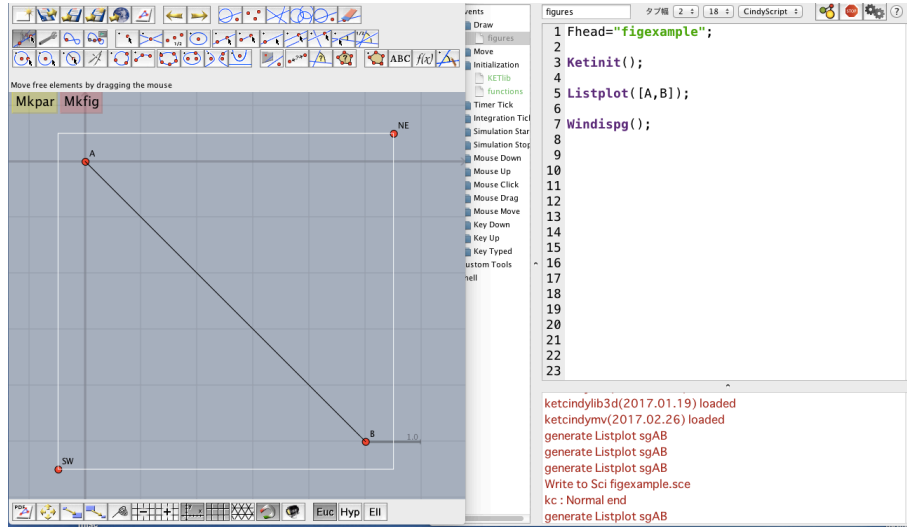 figures タブ幅 2 18 CindyScript STOP ?
1/2
ABC f(x)
Move free elements by dragging the mouse
Mkpar Mkfig
NE
A
B
1.0
SW
PDF
Euc Hyp Ell
vents
Draw
figures
Move
Initialization
KETlib
functions
Timer Tick
Integration Tick
Simulation Star
Simulation Stop
Mouse Down
Mouse Up
Mouse Click
Mouse Drag
Mouse Move
Key Down
Key Up
Key Typed
ustom Tools
hell
1 Fhead="figexample";
2
3 Ketinit();
4
5 Listplot([A,B]);
6
7 Windispg();
8
9
10
11
12
13
14
15
16
17
18
19
20
21
22
23
ketcindylib3d(2017.01.19) loaded
ketcindymv(2017.02.26) loaded
generate Listplot sgAB
generate Listplot sgAB
generate Listplot sgAB
Write to Sci figexample.sce
kc : Normal end
generate Listplot sgAB